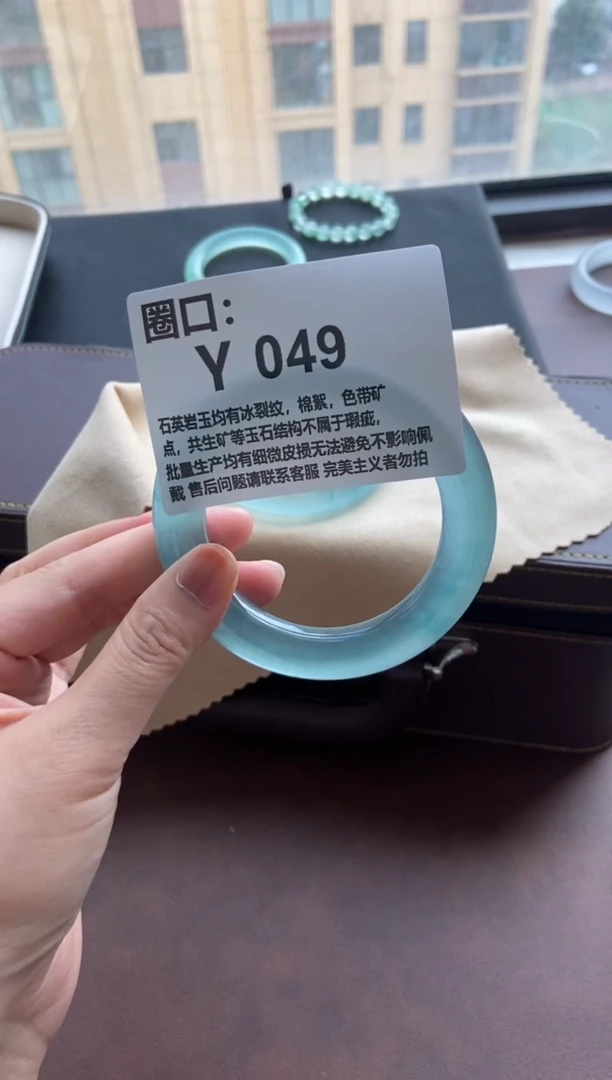 圈口：
Y 049
石英岩玉均有冰裂纹，棉絮，色带矿
点，共生矿等玉石结构不属于瑕疵，
批量生产均有细微皮损无法避免不影响佩
戴 售后问题请联系客服 完美主义者勿拍